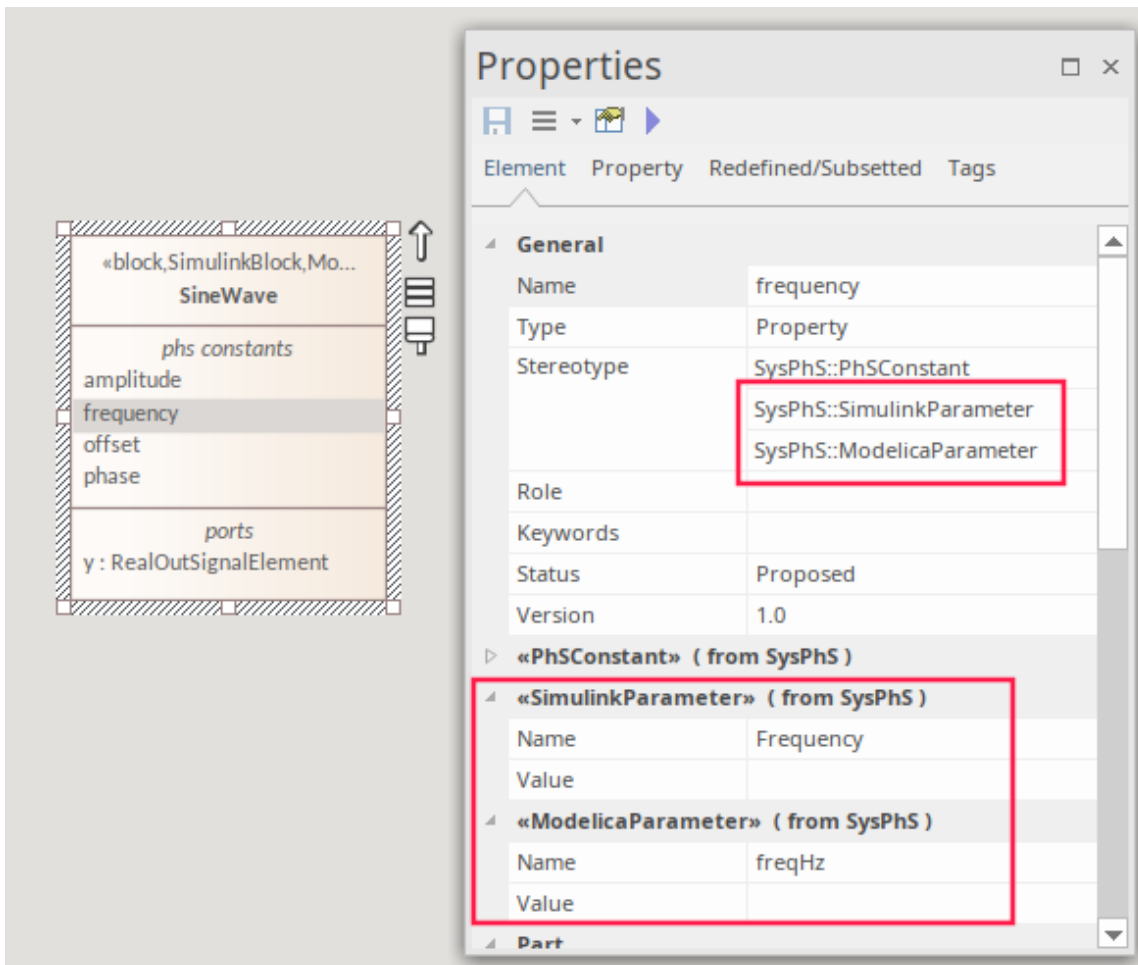 «block,SimulinkBlock,Mo...
SineWave
phs constants
amplitude
frequency
offset
phase
ports
y : RealOutSignalElement
Properties
Element Property Redefined/Subsetted Tags
General
Name frequency
Type Property
Stereotype SysPhS::PhSConstant
SysPhS::SimulinkParameter
SysPhS::ModelicaParameter
Role
Keywords
Status Proposed
Version 1.0
«PhSConstant» ( from SysPhS )
«SimulinkParameter» ( from SysPhS )
Name Frequency
Value
«ModelicaParameter» ( from SysPhS )
Name freqHz
Value
Part